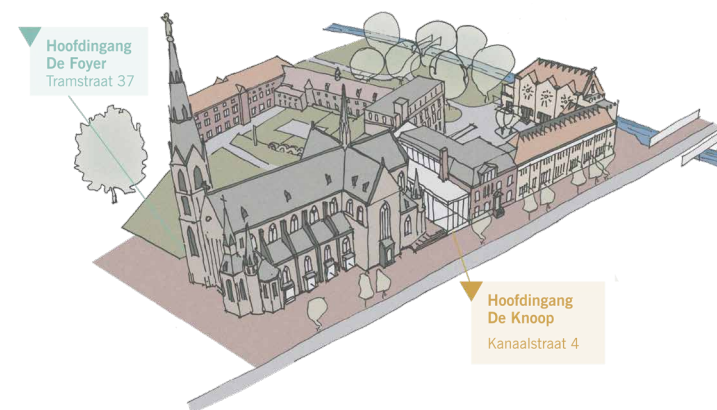 Hoofdingang
De Foyer
Tramstraat 37
Hoofdingang
De Knoop
Kanaalstraat 4